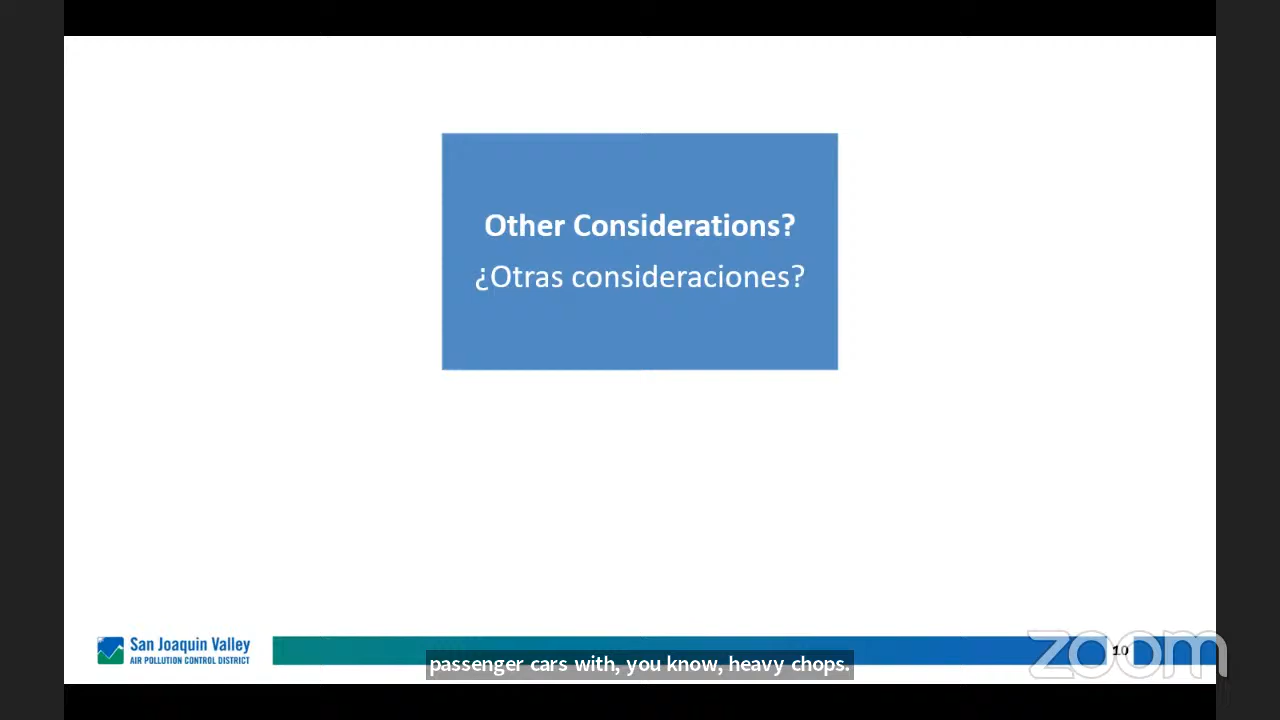 Other Considerations?
¿Otras consideraciones?
San Joaquin Valley
AIR POLLUTION CONTROL DISTRICT
passenger cars with, you know, heavy chops.
10
zoom